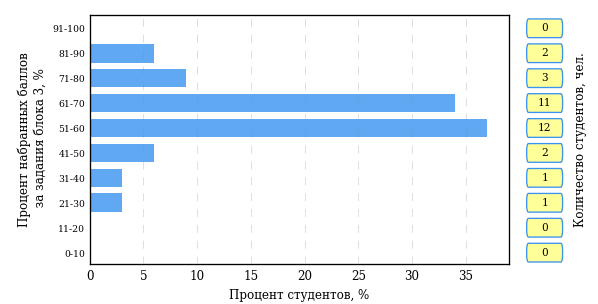 Процент набранных баллов
за задания блока 3, %
91-100 0
81-90 2
71-80 3
61-70 11
51-60 12
41-50 2
31-40 1
21-30 1
11-20 0
0-10 0
0 5 10 15 20 25 30 35
Процент студентов, %
Количество студентов, чел.